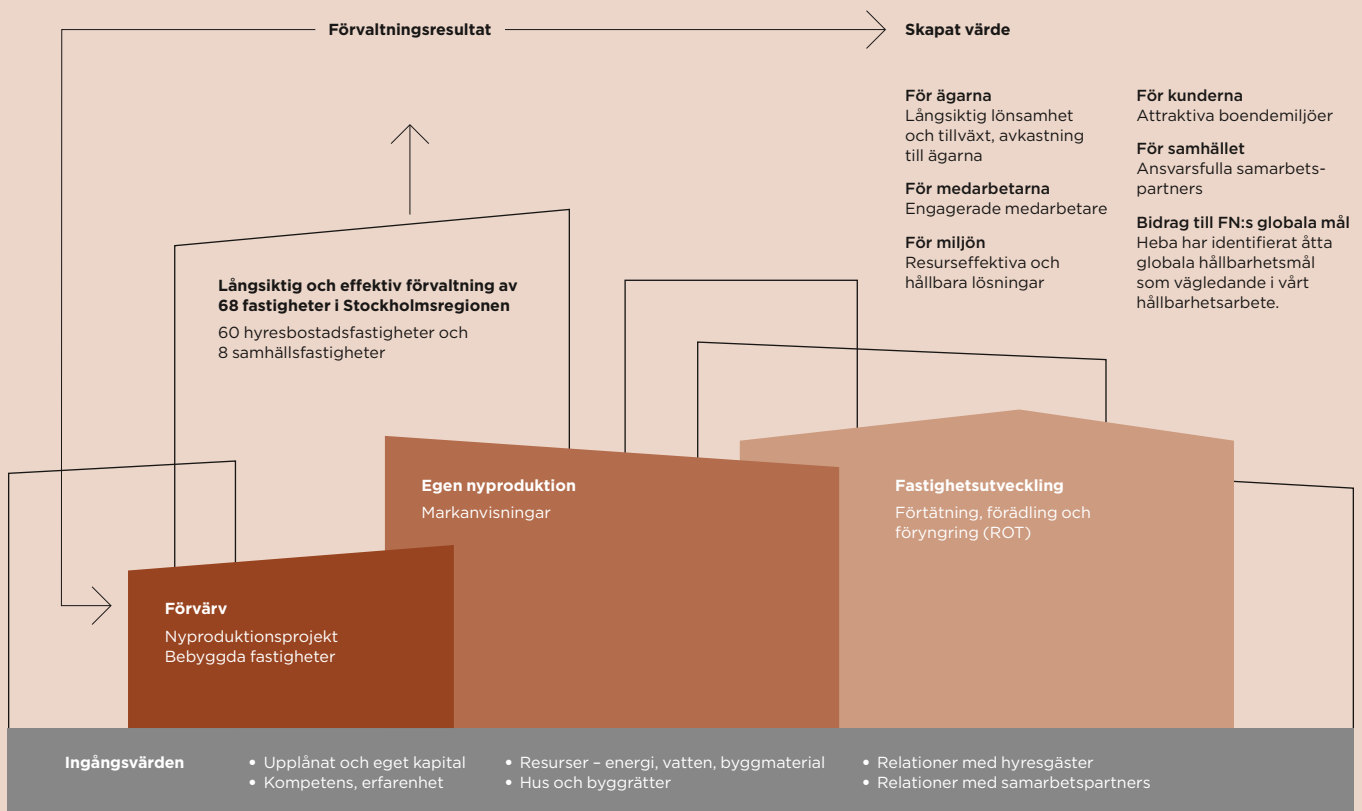 Förvaltningsresultat
Skapat värde
För ägarna
Långsiktig lönsamhet
och tillväxt, avkastning
till ägarna
För medarbetarna
Engagerade medarbetare
För miljön
Resurseffektiva och
hållbara lösningar
För kunderna
Attraktiva boendemiljöer
För samhället
Ansvarsfulla samarbets-
partners
Bidrag till FN:s globala mål
Heba har identifierat åtta
globala hållbarhetsmål
som vägledande i vårt
hållbarhetsarbete.
Långsiktig och effektiv förvaltning av
68 fastigheter i Stockholmsregionen
60 hyresbostadsfastigheter och
8 samhällsfastigheter
Egen nyproduktion
Markanvisningar
Fastighetsutveckling
Förtätning, förädling och
föryngring (ROT)
Förvärv
Nyproduktionsprojekt
Bebyggda fastigheter
Ingångsvärden
• Upplånat och eget kapital
• Kompetens, erfarenhet
• Resurser – energi, vatten, byggmaterial
• Hus och byggrätter
• Relationer med hyresgäster
• Relationer med samarbetspartners